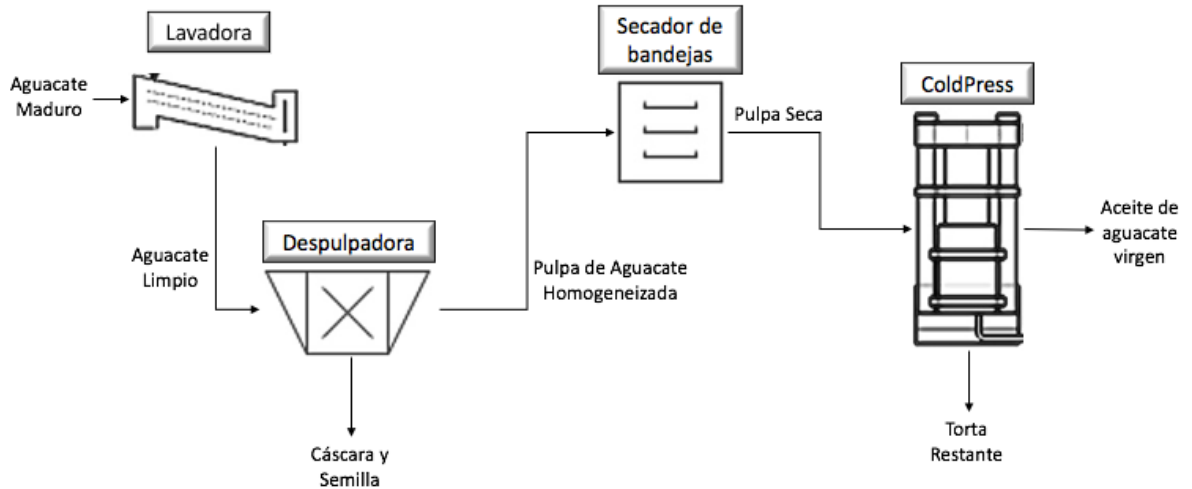 Lavadora
Aguacate
Maduro
Aguacate
Limpio
Despulpadora
Cáscara y
Semilla
Pulpa de Aguacate
Homogeneizada
Secador de
bandejas
Pulpa Seca
ColdPress
Aceite de
aguacate
virgen
Torta
Restante